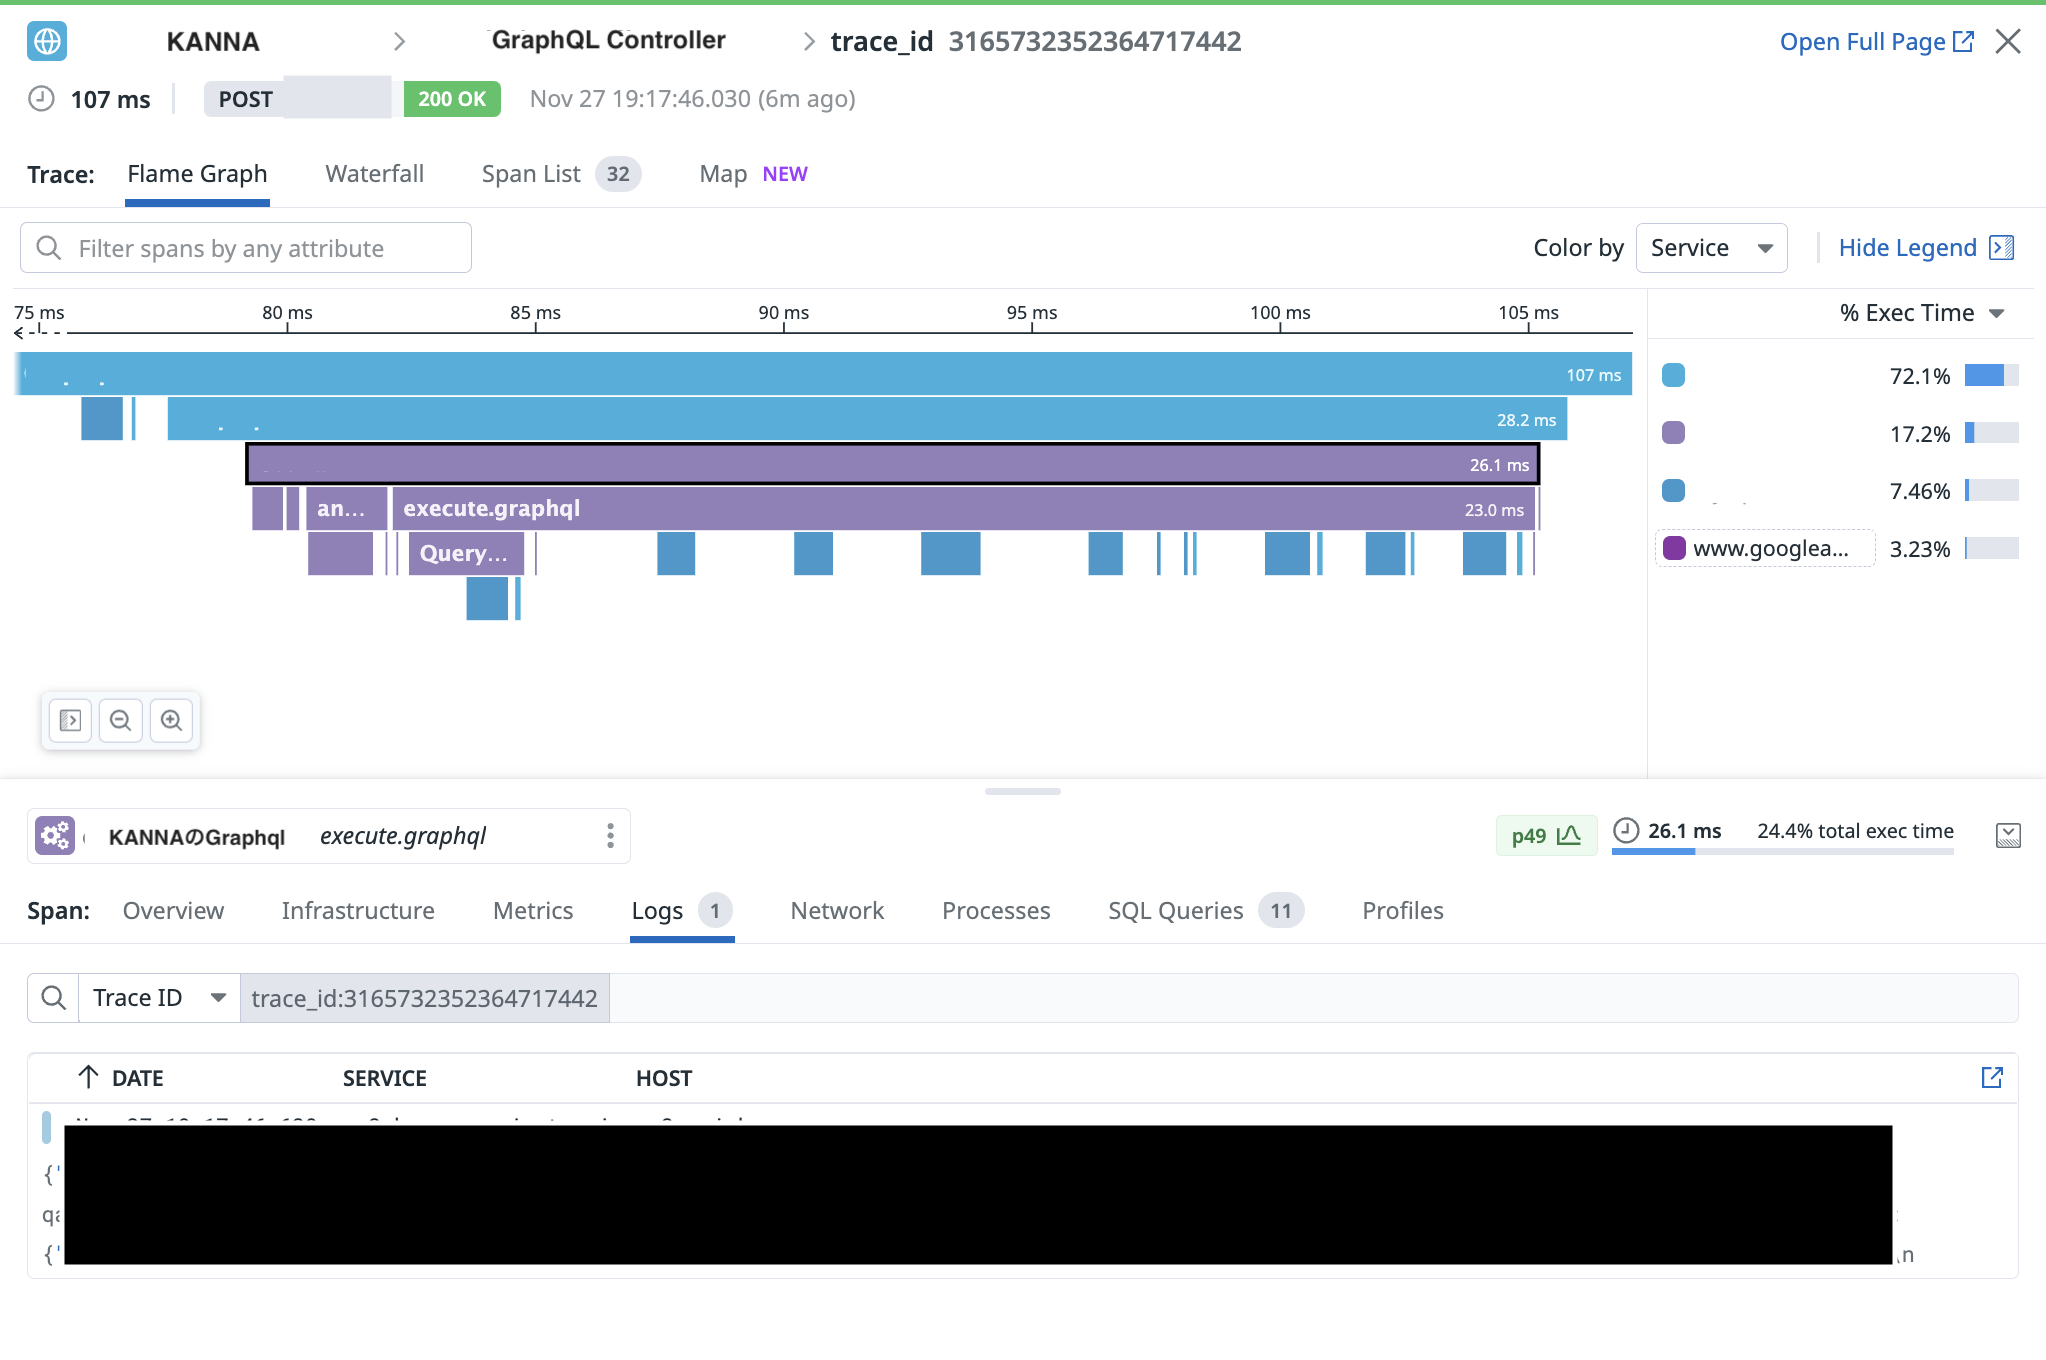 KANNA > GraphQL Controller > trace_id 3165732352364717442
Open Full Page
107 ms POST 200 OK Nov 27 19:17:46.030 (6m ago)
Trace: Flame Graph Waterfall Span List 32 Map NEW
Filter spans by any attribute
Color by Service Hide Legend
75 ms 80 ms 85 ms 90 ms 95 ms 100 ms 105 ms
% Exec Time
107 ms
28.2 ms
26.1 ms
an... execute.graphql 23.0 ms
Query...
72.1%
17.2%
7.46%
www.googlea... 3.23%
KANNAのGraphql execute.graphql
p49 26.1 ms 24.4% total exec time
Span: Overview Infrastructure Metrics Logs 1 Network Processes SQL Queries 11 Profiles
Trace ID trace_id:3165732352364717442
DATE SERVICE HOST